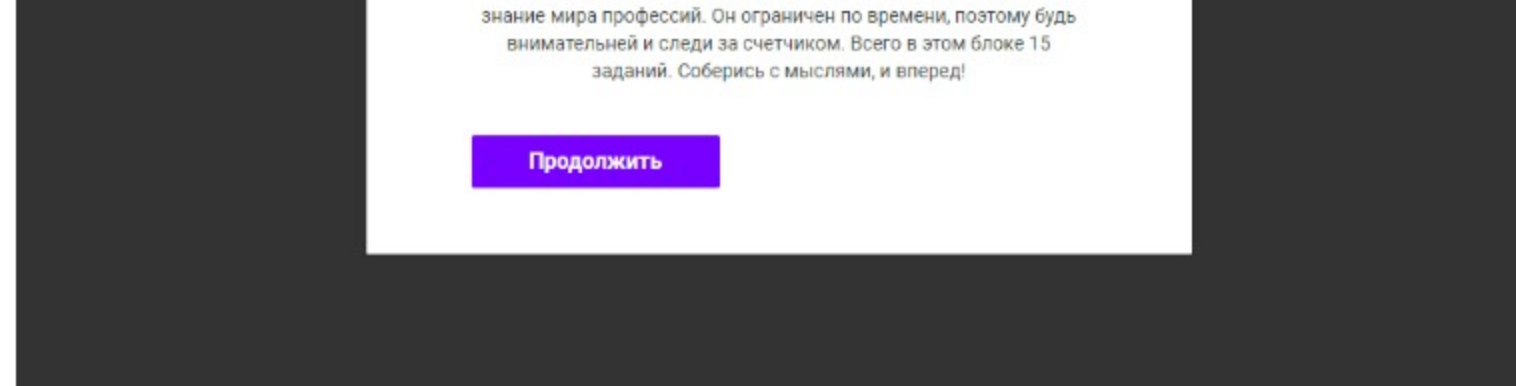 знание мира профессий. Он ограничен по времени, поэтому будь
внимательней и следи за счетчиком. Всего в этом блоке 15
заданий. Соберись с мыслями, и вперед!
Продолжить